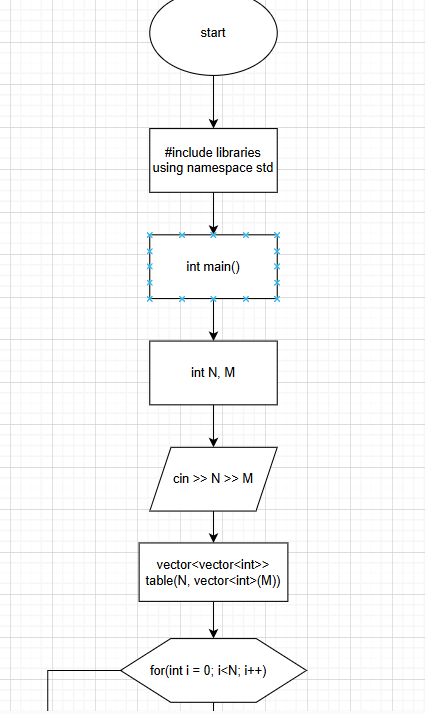 start
#include libraries
using namespace std
int main()
int N, M
cin >> N >> M
vector<vector<int>>
table(N, vector<int>(M))
for(int i = 0; i<N; i++)